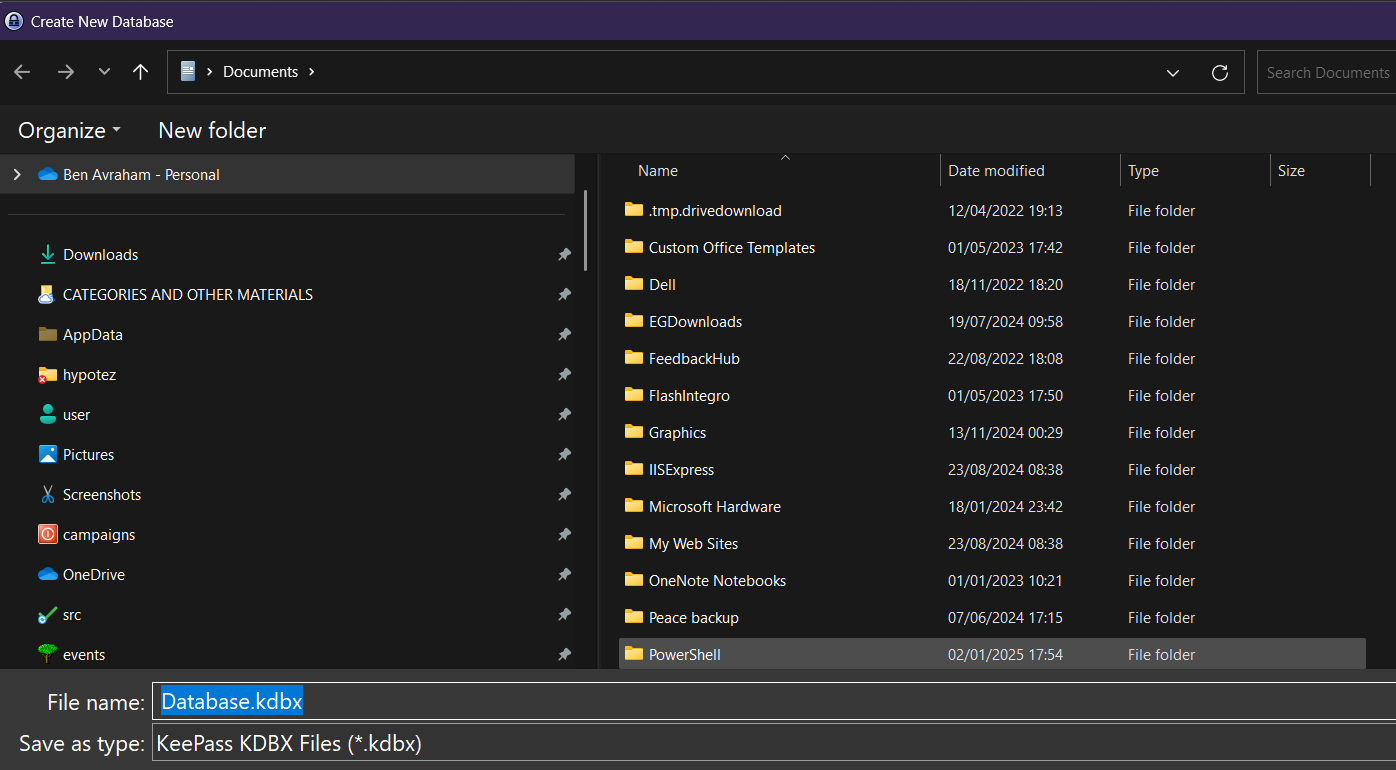 Create New Database
Documents
Search Documents
Organize
New folder
Ben Avraham - Personal
Downloads
CATEGORIES AND OTHER MATERIALS
AppData
hypotez
user
Pictures
Screenshots
campaigns
OneDrive
src
events
Name Date modified Type Size
.tmp.drivedownload 12/04/2022 19:13 File folder
Custom Office Templates 01/05/2023 17:42 File folder
Dell 18/11/2022 18:20 File folder
EGDownloads 19/07/2024 09:58 File folder
FeedbackHub 22/08/2022 18:08 File folder
FlashIntegro 01/05/2023 17:50 File folder
Graphics 13/11/2024 00:29 File folder
IISExpress 23/08/2024 08:38 File folder
Microsoft Hardware 18/01/2024 23:42 File folder
My Web Sites 23/08/2024 08:38 File folder
OneNote Notebooks 01/01/2023 10:21 File folder
Peace backup 07/06/2024 17:15 File folder
PowerShell 02/01/2025 17:54 File folder
File name: Database.kdbx
Save as type: KeePass KDBX Files (*.kdbx)